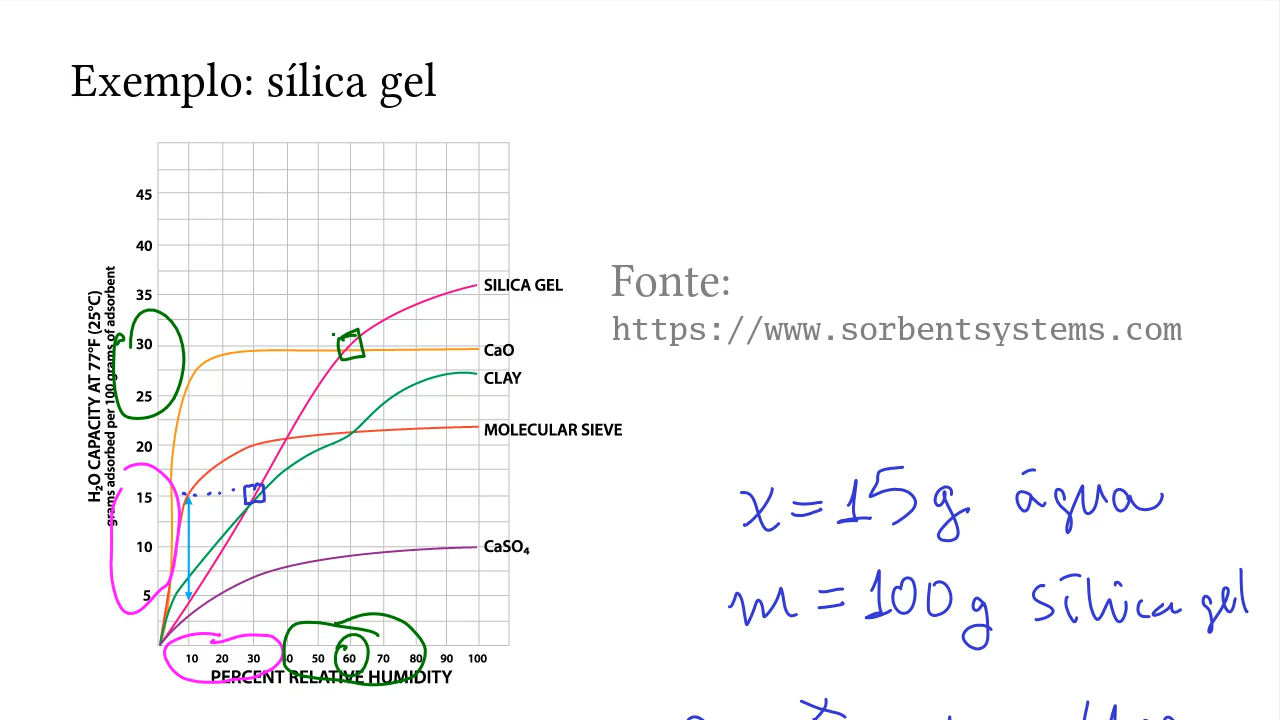 Exemplo: sílica gel
45
40
35
30
25
20
15
10
5
H₂O CAPACITY AT 77°F (25°C)
grams adsorbed per 100 grams of adsorbent
SILICA GEL
CaO
CLAY
MOLECULAR SIEVE
CaSO₄
10 20 30 40 50 60 70 80 90 100
PERCENT RELATIVE HUMIDITY
Fonte:
https://www.sorbentsystems.com
x = 15 g água
m = 100 g sílica gel